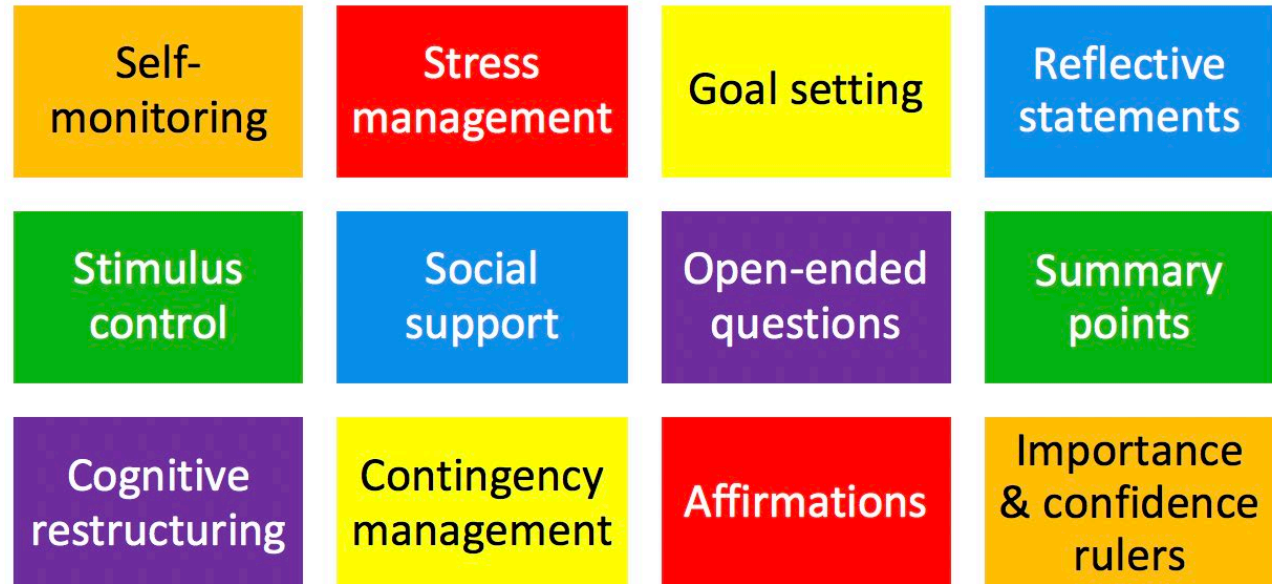 Self-
monitoring
Stress
management
Goal setting
Reflective
statements
Stimulus
control
Social
support
Open-ended
questions
Summary
points
Cognitive
restructuring
Contingency
management
Affirmations
Importance
& confidence
rulers